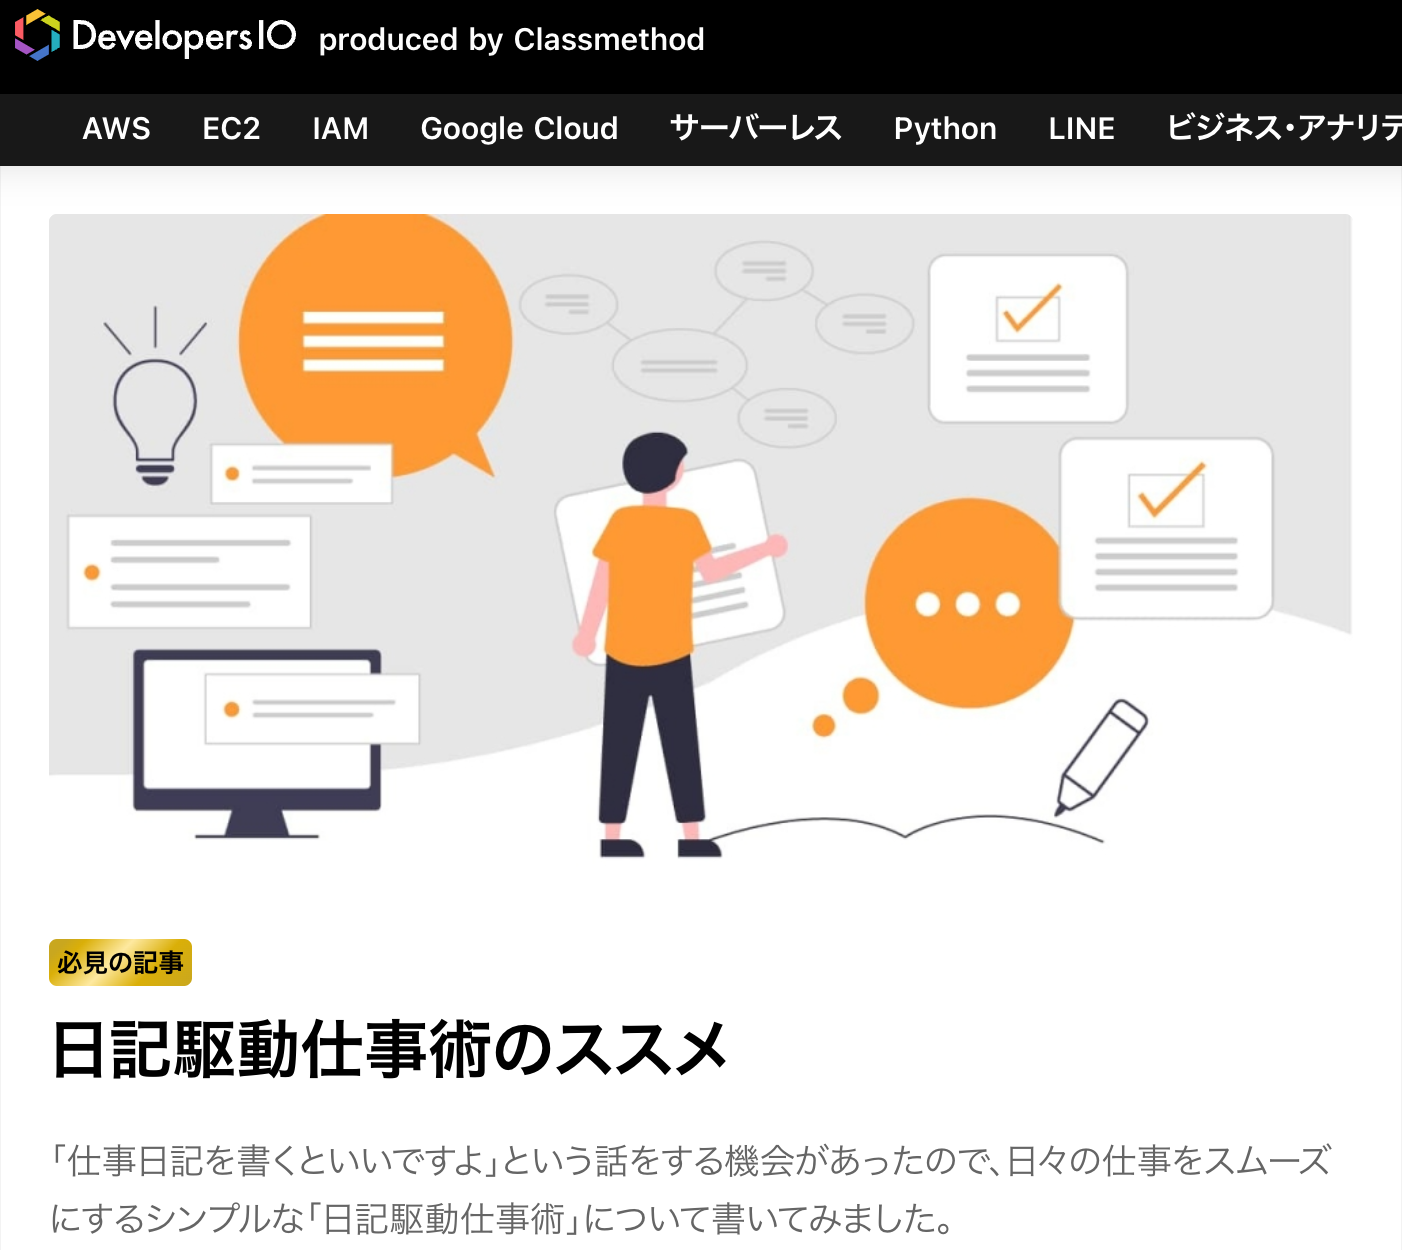 DevelopersIO produced by Classmethod
AWS EC2 IAM Google Cloud サーバーレス Python LINE ビジネス・アナリテ
必見の記事
日記駆動仕事術のススメ
「仕事日記を書くといいですよ」という話をする機会があったので、日々の仕事をスムーズ
にするシンプルな「日記駆動仕事術」について書いてみました。